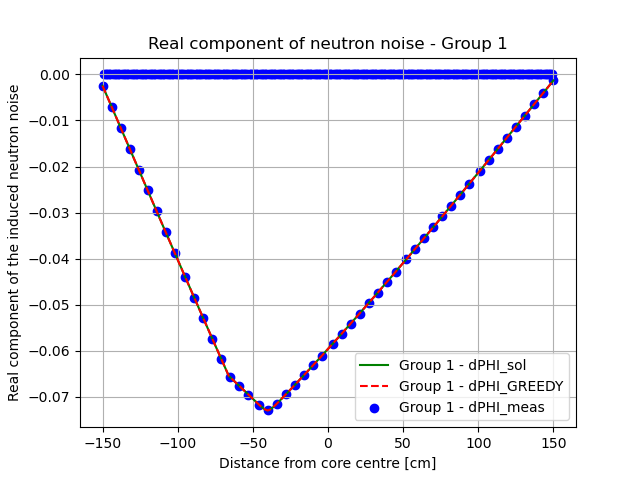 Real component of neutron noise - Group 1
Real component of the induced neutron noise
0.00
−0.01
−0.02
−0.03
−0.04
−0.05
−0.06
−0.07
Group 1 - dPHI_sol
Group 1 - dPHI_GREEDY
Group 1 - dPHI_meas
−150 −100 −50 0 50 100 150
Distance from core centre [cm]